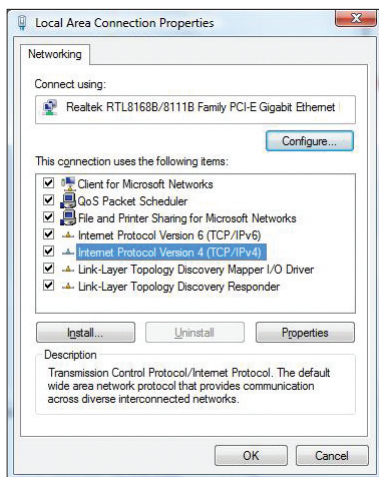 Local Area Connection Properties
Networking
Connect using:
Realtek RTL8168B/8111B Family PCI-E Gigabit Ethernet
Configure...
This connection uses the following items:
Client for Microsoft Networks
QoS Packet Scheduler
File and Printer Sharing for Microsoft Networks
Internet Protocol Version 6 (TCP/IPv6)
Internet Protocol Version 4 (TCP/IPv4)
Link-Layer Topology Discovery Mapper I/O Driver
Link-Layer Topology Discovery Responder
Install... Uninstall Properties
Description
Transmission Control Protocol/Internet Protocol. The default
wide area network protocol that provides communication
across diverse interconnected networks.
OK Cancel